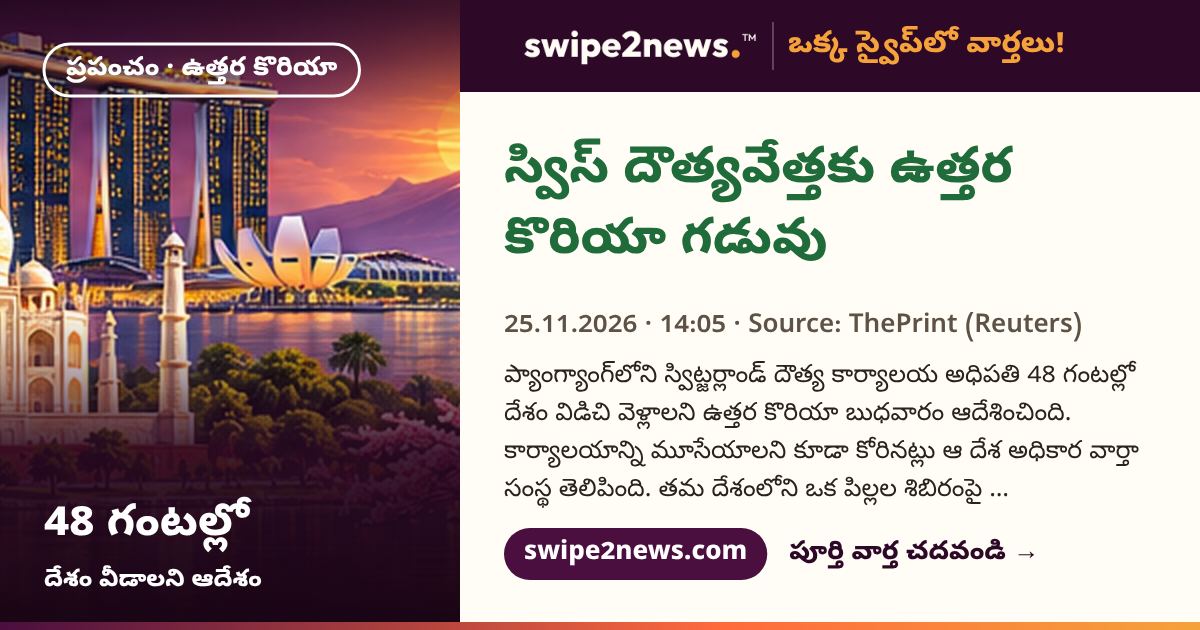 ప్రపంచం · ఉత్తర కొరియా
48 గంటల్లో
దేశం వీడాలని ఆదేశం
swipe2news.™ ఒక్క స్వైప్‌లో వార్తలు!
స్విస్ దౌత్యవేత్తకు ఉత్తర
కొరియా గడువు
25.11.2026 · 14:05 · Source: ThePrint (Reuters)
ప్యాంగ్యాంగ్‌లోని స్విట్జర్లాండ్ దౌత్య కార్యాలయ అధిపతి 48 గంటల్లో
దేశం విడిచి వెళ్లాలని ఉత్తర కొరియా బుధవారం ఆదేశించింది.
కార్యాలయాన్ని మూసేయాలని కూడా కోరినట్లు ఆ దేశ అధికార వార్తా
సంస్థ తెలిపింది. తమ దేశంలోని ఒక పిల్లల శిబిరంపై ...
swipe2news.com పూర్తి వార్త చదవండి →